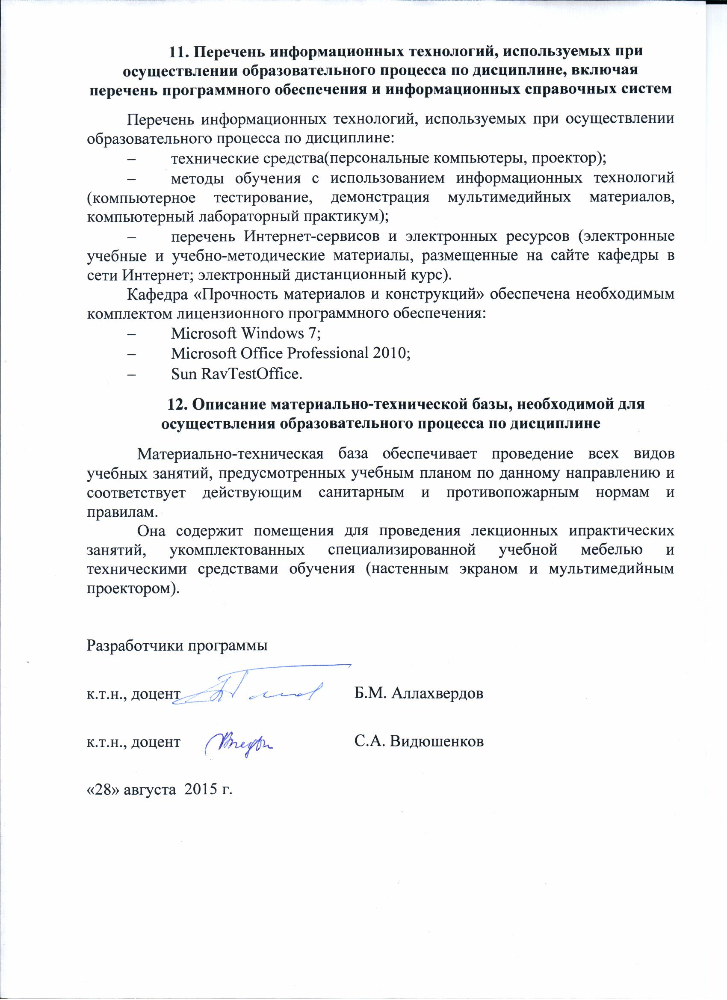 11. Перечень информационных технологий, используемых при
осуществлении образовательного процесса по дисциплине, включая
перечень программного обеспечения и информационных справочных систем
Перечень информационных технологий, используемых при осуществлении
образовательного процесса по дисциплине:
– технические средства(персональные компьютеры, проектор);
– методы обучения с использованием информационных технологий
(компьютерное тестирование, демонстрация мультимедийных материалов,
компьютерный лабораторный практикум);
– перечень Интернет-сервисов и электронных ресурсов (электронные
учебные и учебно-методические материалы, размещенные на сайте кафедры в
сети Интернет; электронный дистанционный курс).
Кафедра «Прочность материалов и конструкций» обеспечена необходимым
комплектом лицензионного программного обеспечения:
– Microsoft Windows 7;
– Microsoft Office Professional 2010;
– Sun RavTestOffice.
12. Описание материально-технической базы, необходимой для
осуществления образовательного процесса по дисциплине
Материально-техническая база обеспечивает проведение всех видов
учебных занятий, предусмотренных учебным планом по данному направлению и
соответствует действующим санитарным и противопожарным нормам и
правилам.
Она содержит помещения для проведения лекционных ипрактических
занятий, укомплектованных специализированной учебной мебелью и
техническими средствами обучения (настенным экраном и мультимедийным
проектором).
Разработчики программы
к.т.н., доцент Б.М. Аллахвердов
к.т.н., доцент С.А. Видюшенков
«28» августа 2015 г.